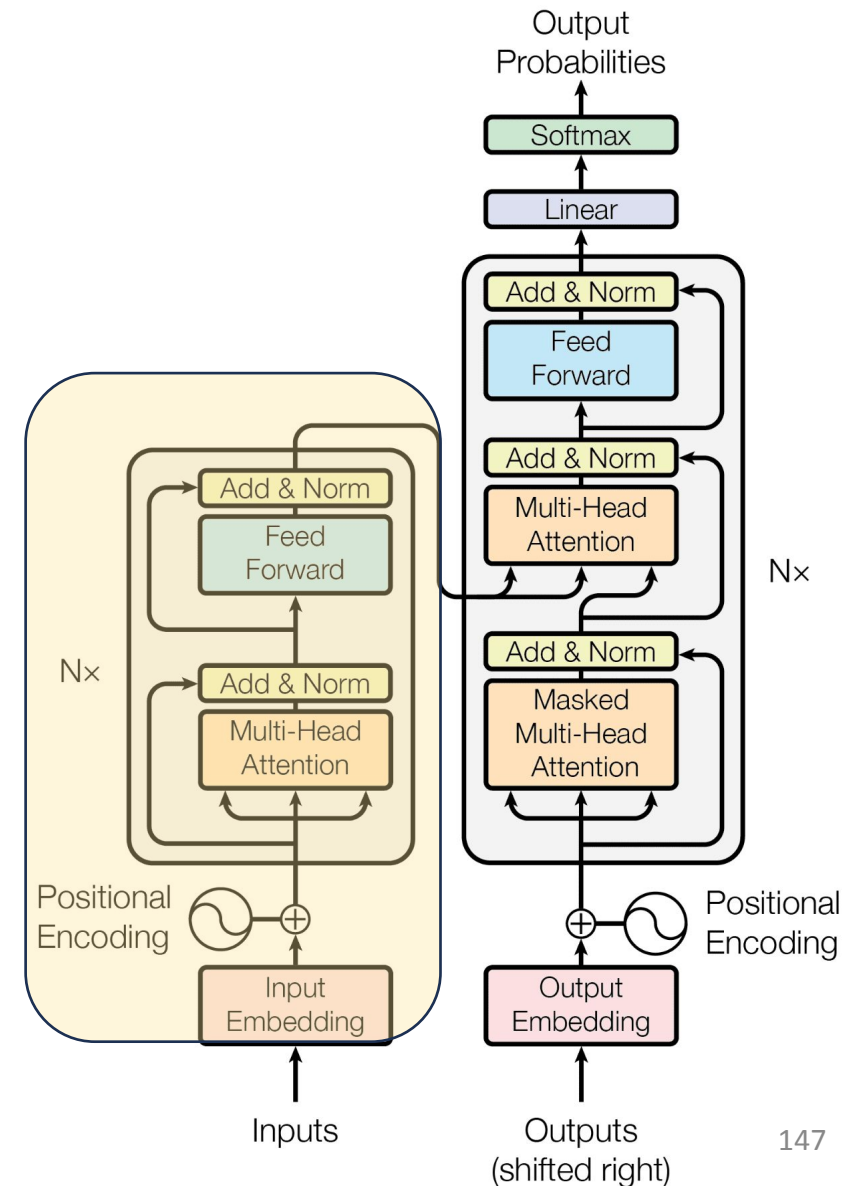 Output
Probabilities
Softmax
Linear
Add & Norm
Feed
Forward
Add & Norm
Multi-Head
Attention
Nx
Add & Norm
Masked
Multi-Head
Attention
Positional
Encoding
Output
Embedding
Outputs
(shifted right)
Add & Norm
Feed
Forward
Nx
Add & Norm
Multi-Head
Attention
Positional
Encoding
Input
Embedding
Inputs
147